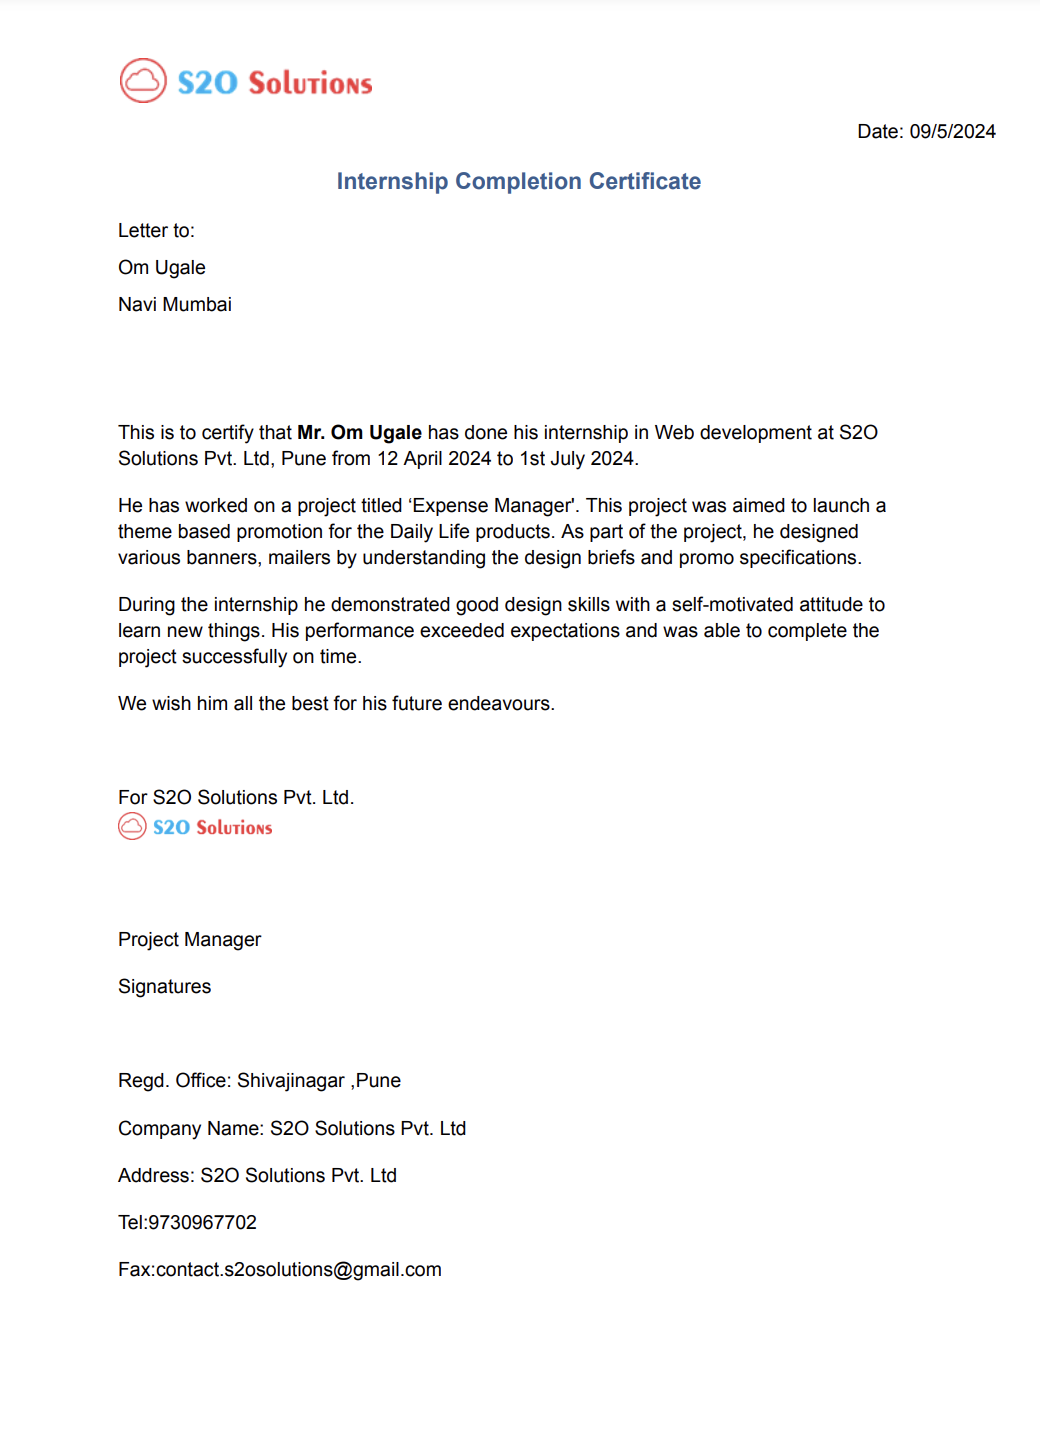 S2O Solutions
Date: 09/5/2024
Internship Completion Certificate
Letter to:
Om Ugale
Navi Mumbai
This is to certify that Mr. Om Ugale has done his internship in Web development at S2O
Solutions Pvt. Ltd, Pune from 12 April 2024 to 1st July 2024.
He has worked on a project titled ‘Expense Manager'. This project was aimed to launch a
theme based promotion for the Daily Life products. As part of the project, he designed
various banners, mailers by understanding the design briefs and promo specifications.
During the internship he demonstrated good design skills with a self-motivated attitude to
learn new things. His performance exceeded expectations and was able to complete the
project successfully on time.
We wish him all the best for his future endeavours.
For S2O Solutions Pvt. Ltd.
S2O Solutions
Project Manager
Signatures
Regd. Office: Shivajinagar ,Pune
Company Name: S2O Solutions Pvt. Ltd
Address: S2O Solutions Pvt. Ltd
Tel:9730967702
Fax:contact.s2osolutions@gmail.com